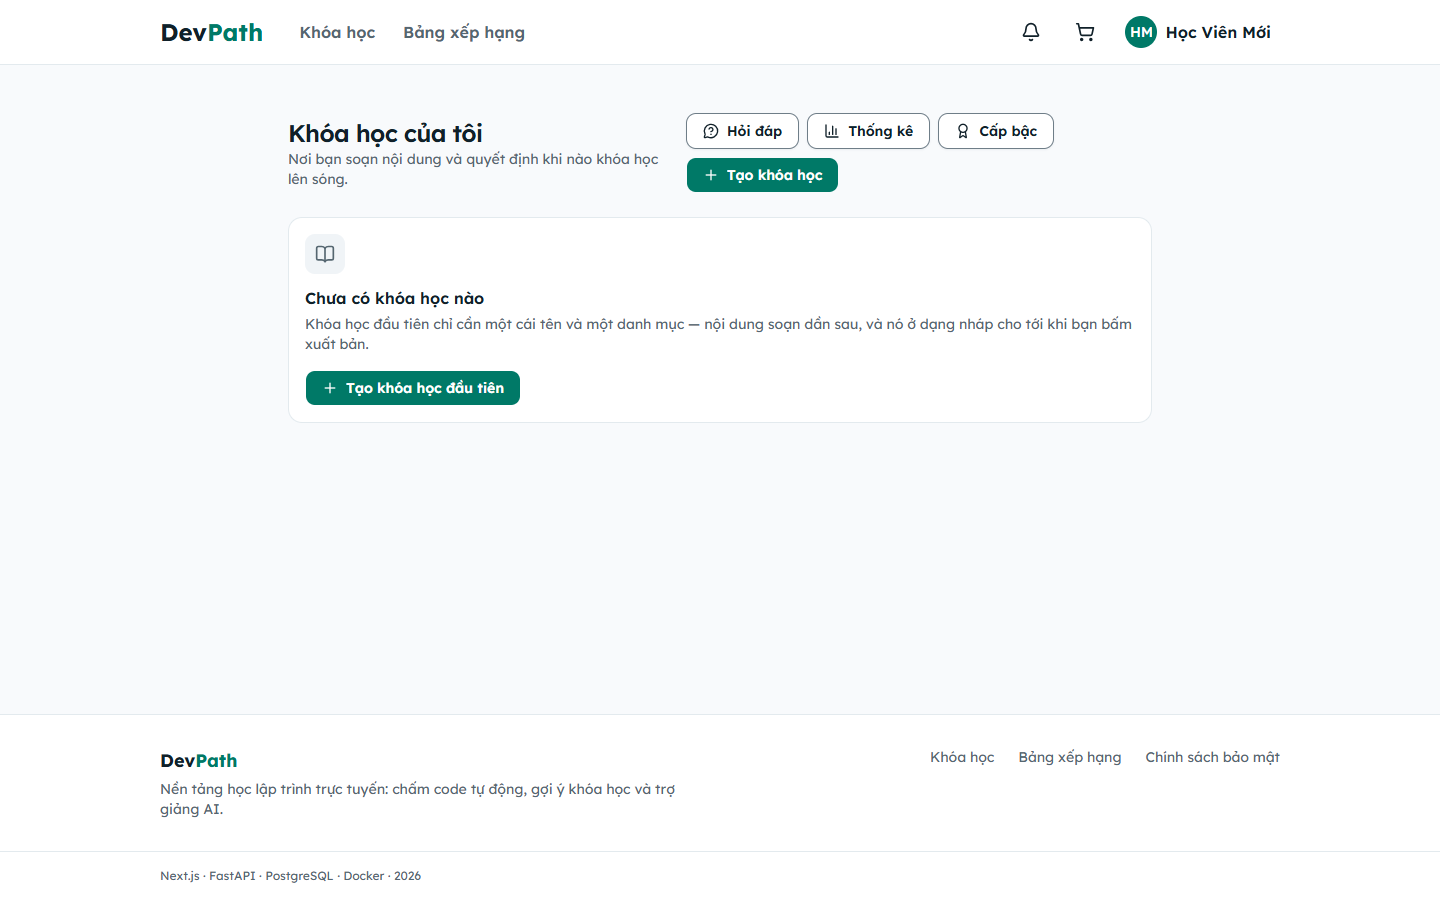 DevPath
Khóa học
Bảng xếp hạng
HM
Học Viên Mới
Khóa học của tôi
Nơi bạn soạn nội dung và quyết định khi nào khóa học
lên sóng.
Hỏi đáp
Thống kê
Cấp bậc
Tạo khóa học
Chưa có khóa học nào
Khóa học đầu tiên chỉ cần một cái tên và một danh mục — nội dung soạn dần sau, và nó ở dạng nháp cho tới khi bạn bấm
xuất bản.
Tạo khóa học đầu tiên
DevPath
Nền tảng học lập trình trực tuyến: chấm code tự động, gợi ý khóa học và trợ
giảng AI.
Khóa học
Bảng xếp hạng
Chính sách bảo mật
Next.js · FastAPI · PostgreSQL · Docker · 2026